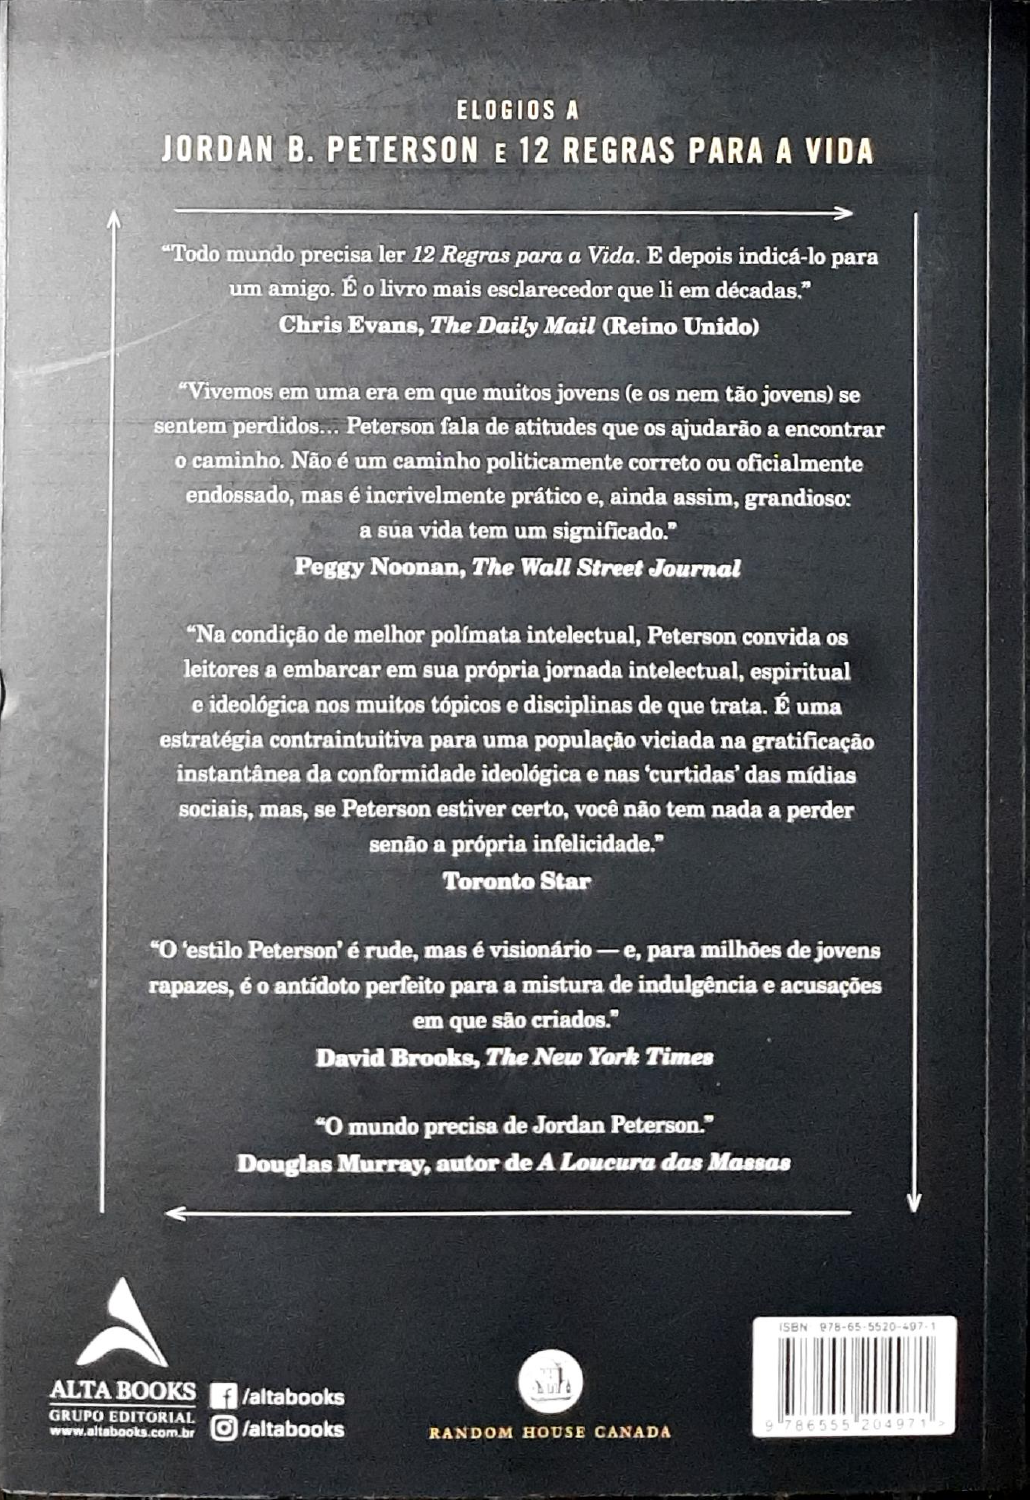 ELOGIOS A
JORDAN B. PETERSON E 12 REGRAS PARA A VIDA
“Todo mundo precisa ler 12 Regras para a Vida. E depois indicá-lo para
um amigo. É o livro mais esclarecedor que li em décadas.”
Chris Evans, The Daily Mail (Reino Unido)
“Vivemos em uma era em que muitos jovens (e os nem tão jovens) se
sentem perdidos... Peterson fala de atitudes que os ajudarão a encontrar
o caminho. Não é um caminho politicamente correto ou oficialmente
endossado, mas é incrivelmente prático e, ainda assim, grandioso:
a sua vida tem um significado.”
Peggy Noonan, The Wall Street Journal
“Na condição de melhor polímata intelectual, Peterson convida os
leitores a embarcar em sua própria jornada intelectual, espiritual
e ideológica nos muitos tópicos e disciplinas de que trata. É uma
estratégia contraintuitiva para uma população viciada na gratificação
instantânea da conformidade ideológica e nas ‘curtidas’ das mídias
sociais, mas, se Peterson estiver certo, você não tem nada a perder
senão a própria infelicidade.”
Toronto Star
“O ‘estilo Peterson’ é rude, mas é visionário — e, para milhões de jovens
rapazes, é o antídoto perfeito para a mistura de indulgência e acusações
em que são criados.”
David Brooks, The New York Times
“O mundo precisa de Jordan Peterson.”
Douglas Murray, autor de A Loucura das Massas
ALTA BOOKS
GRUPO EDITORIAL
www.altabooks.com.br
/altabooks
/altabooks
RANDOM HOUSE CANADA
ISBN 978-65-5520-497-1
9 786555 204971 >